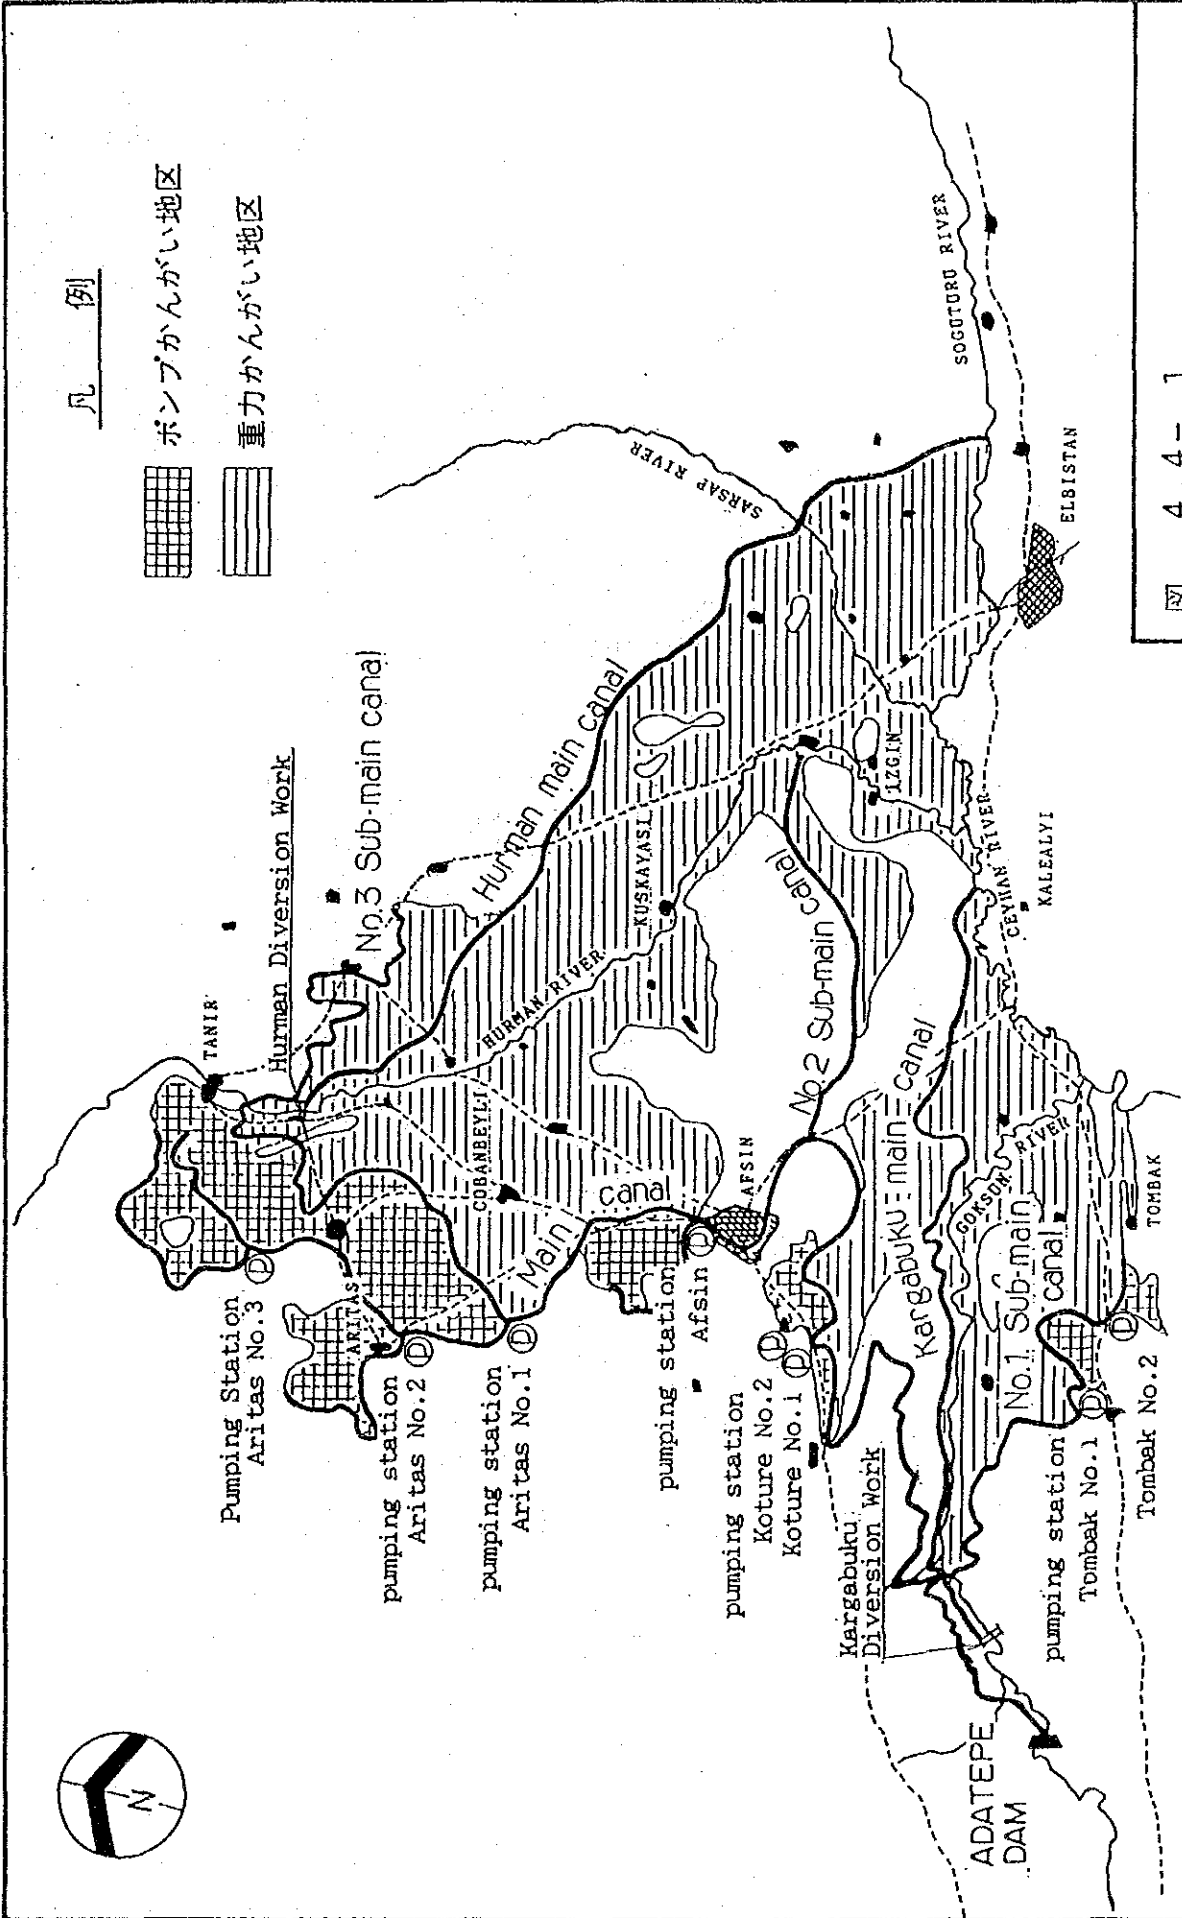 凡 例
ポンプかんがい地区
重力かんがい地区
N
TANIR
Hurman Diversion Work
No.3 Sub-main canal
Hurman main canal
SARSAP RIVER
SOGUTURU RIVER
ELBISTAN
Pumping Station
Aritas No.3
ARITAS
pumping station
Aritas No.2
pumping station
Aritas No.1
COBANBEYLI
HURMAN RIVER
KUSKAYASI
Main canal
pumping station
Afsin
AFSIN
No.2 Sub-main canal
IZGIN
pumping station
Koture No.2
Koture No.1
Kargabuku
Diversion Work
Kargabuku main canal
CEYHAN RIVER
KALEALYI
GOKSUN RIVER
No.1 Sub-main
canal
pumping station
Tombak No.1
Tombak No.2
TOMBAK
ADATEPE
DAM
P
P
P
P
P
P
P
P
図 4 4 - 1